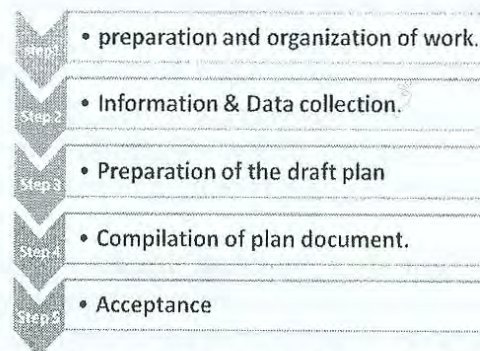 Step 1
• preparation and organization of work.
Step 2
• Information & Data collection.
Step 3
• Preparation of the draft plan
Step 4
• Compilation of plan document.
Step 5
• Acceptance